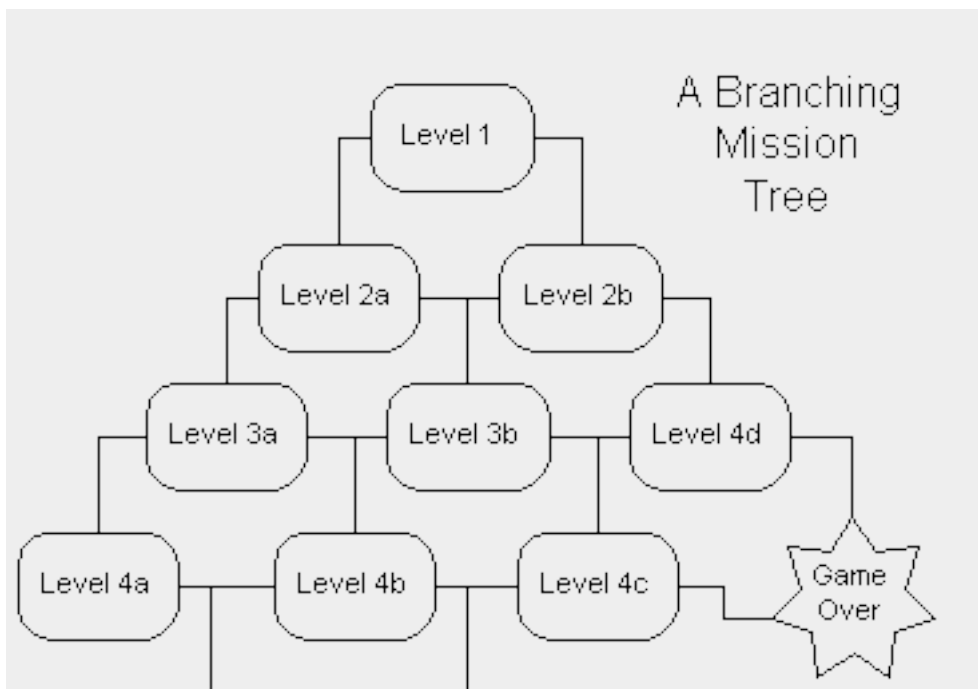 A Branching
Mission
Tree
Level 1
Level 2a
Level 2b
Level 3a
Level 3b
Level 4d
Level 4a
Level 4b
Level 4c
Game
Over